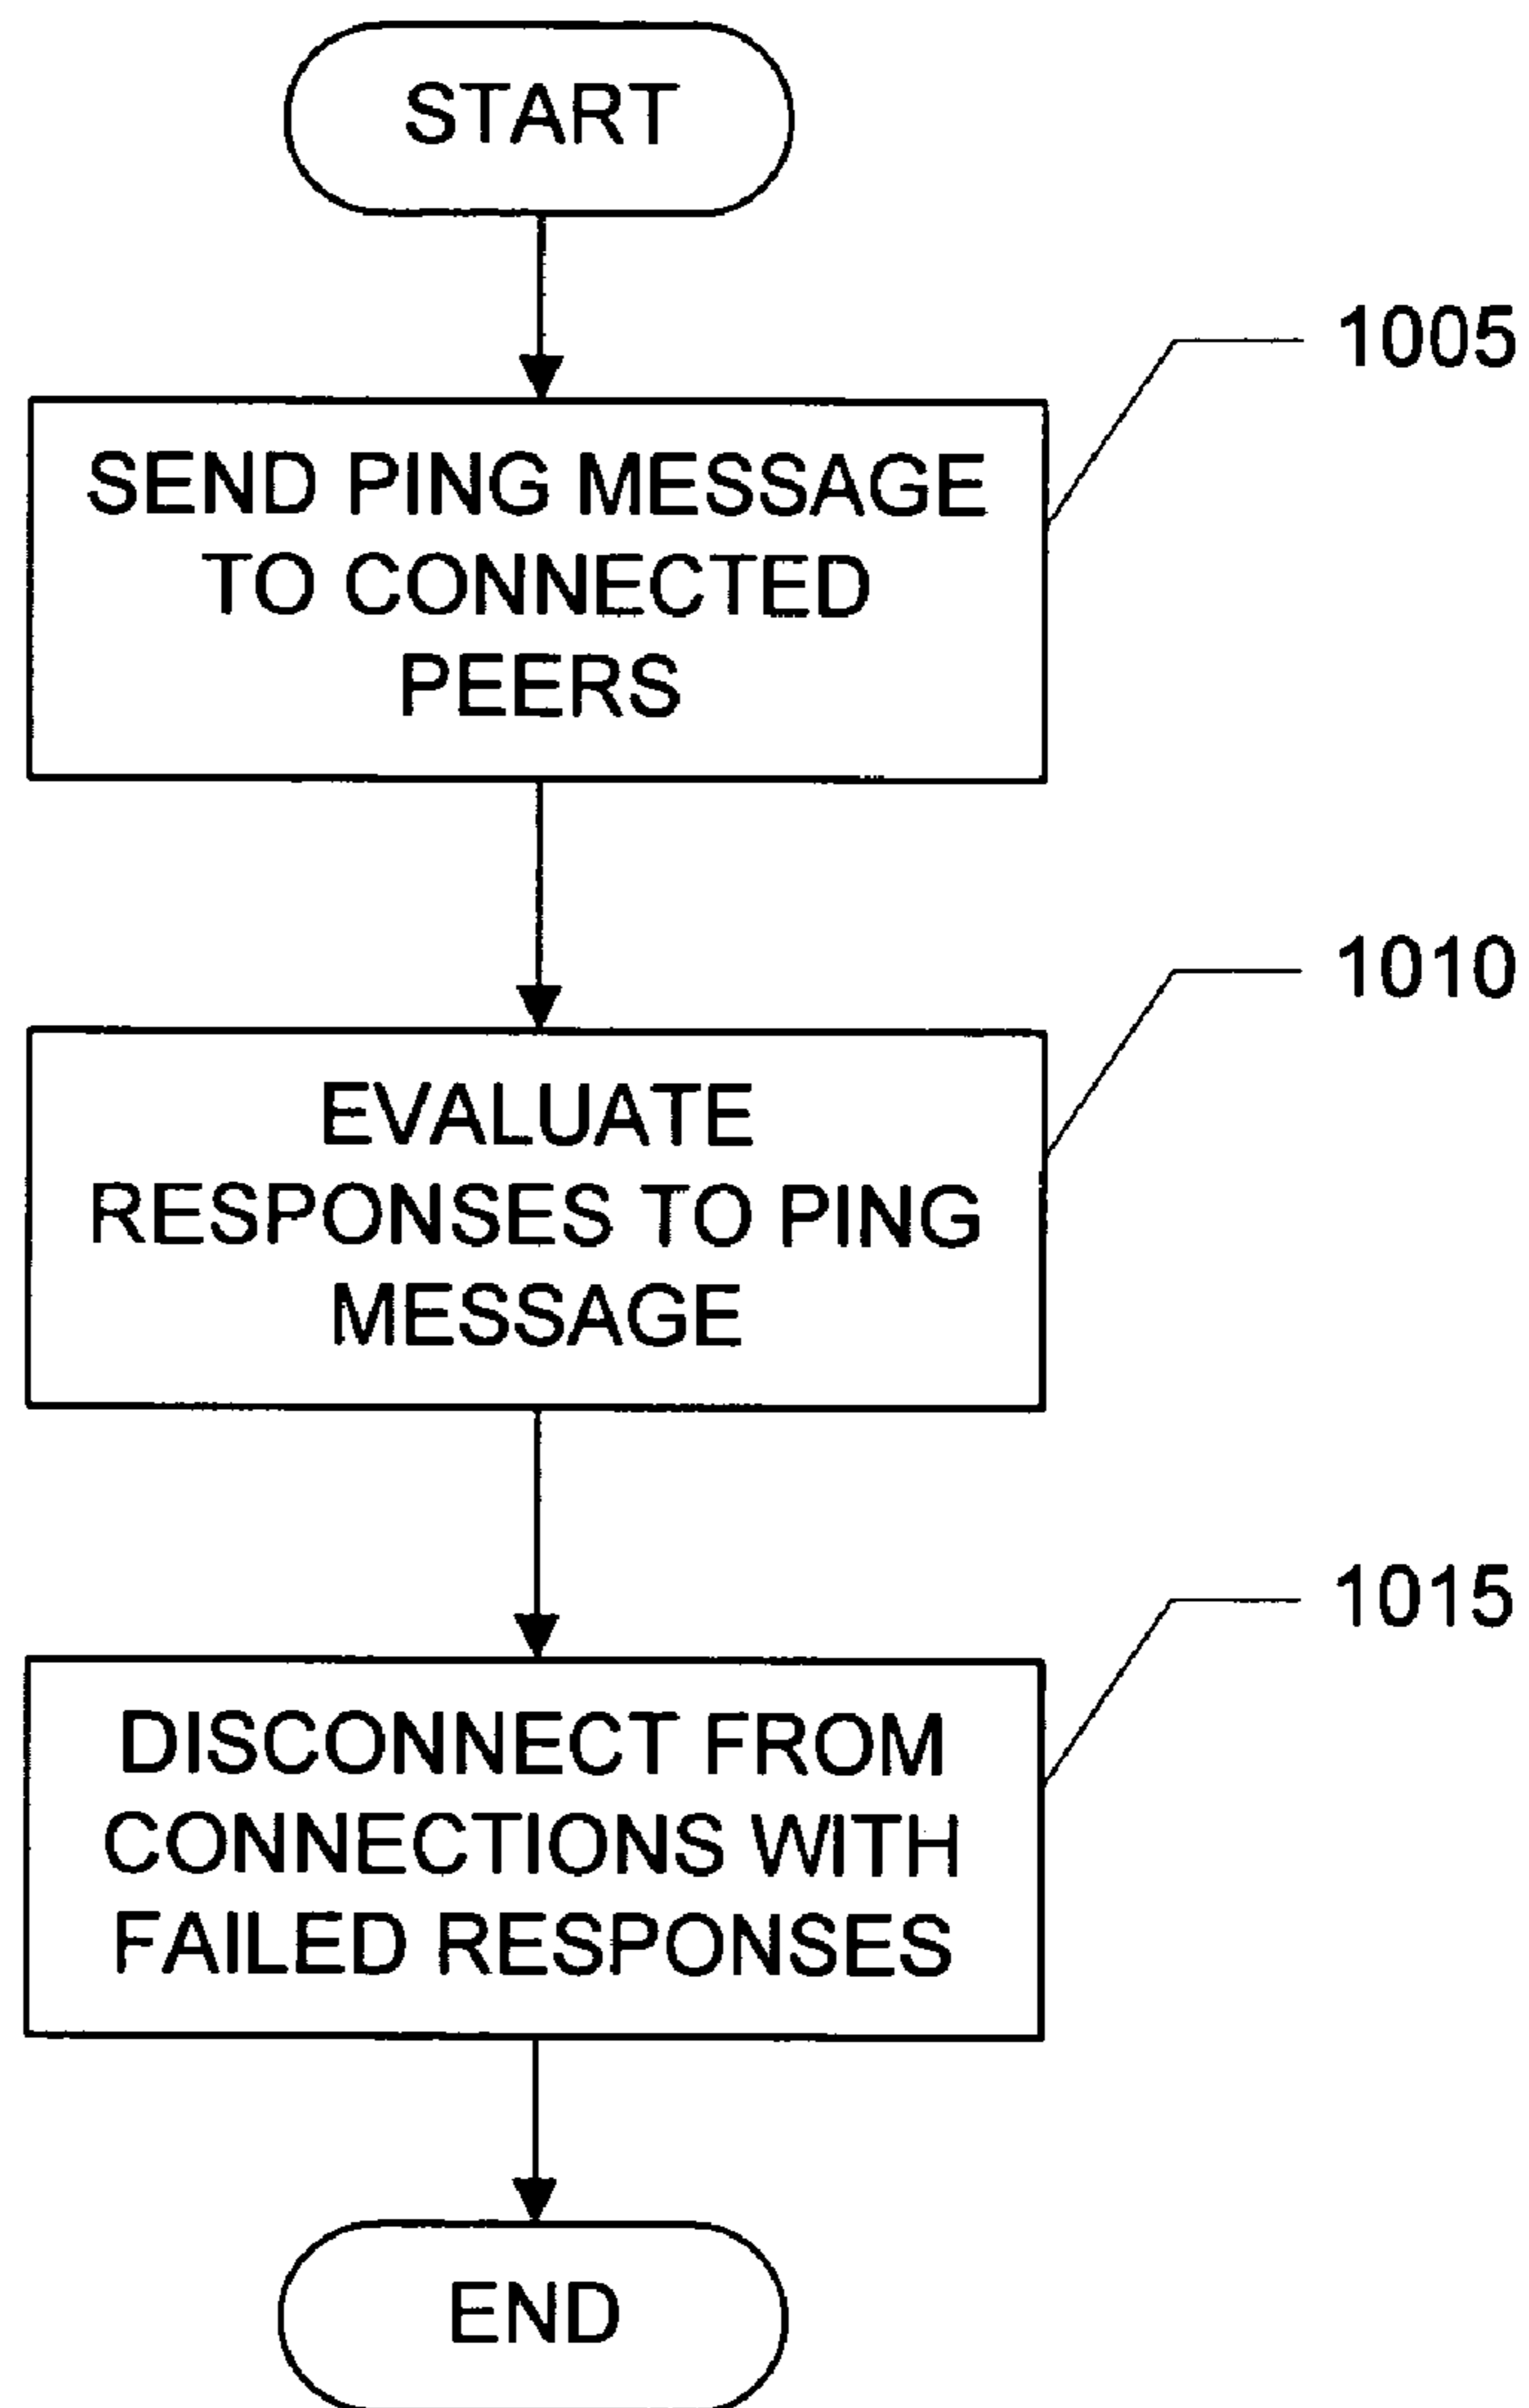 START
1005
SEND PING MESSAGE
TO CONNECTED
PEERS
1010
EVALUATE
RESPONSES TO PING
MESSAGE
1015
DISCONNECT FROM
CONNECTIONS WITH
FAILED RESPONSES
END